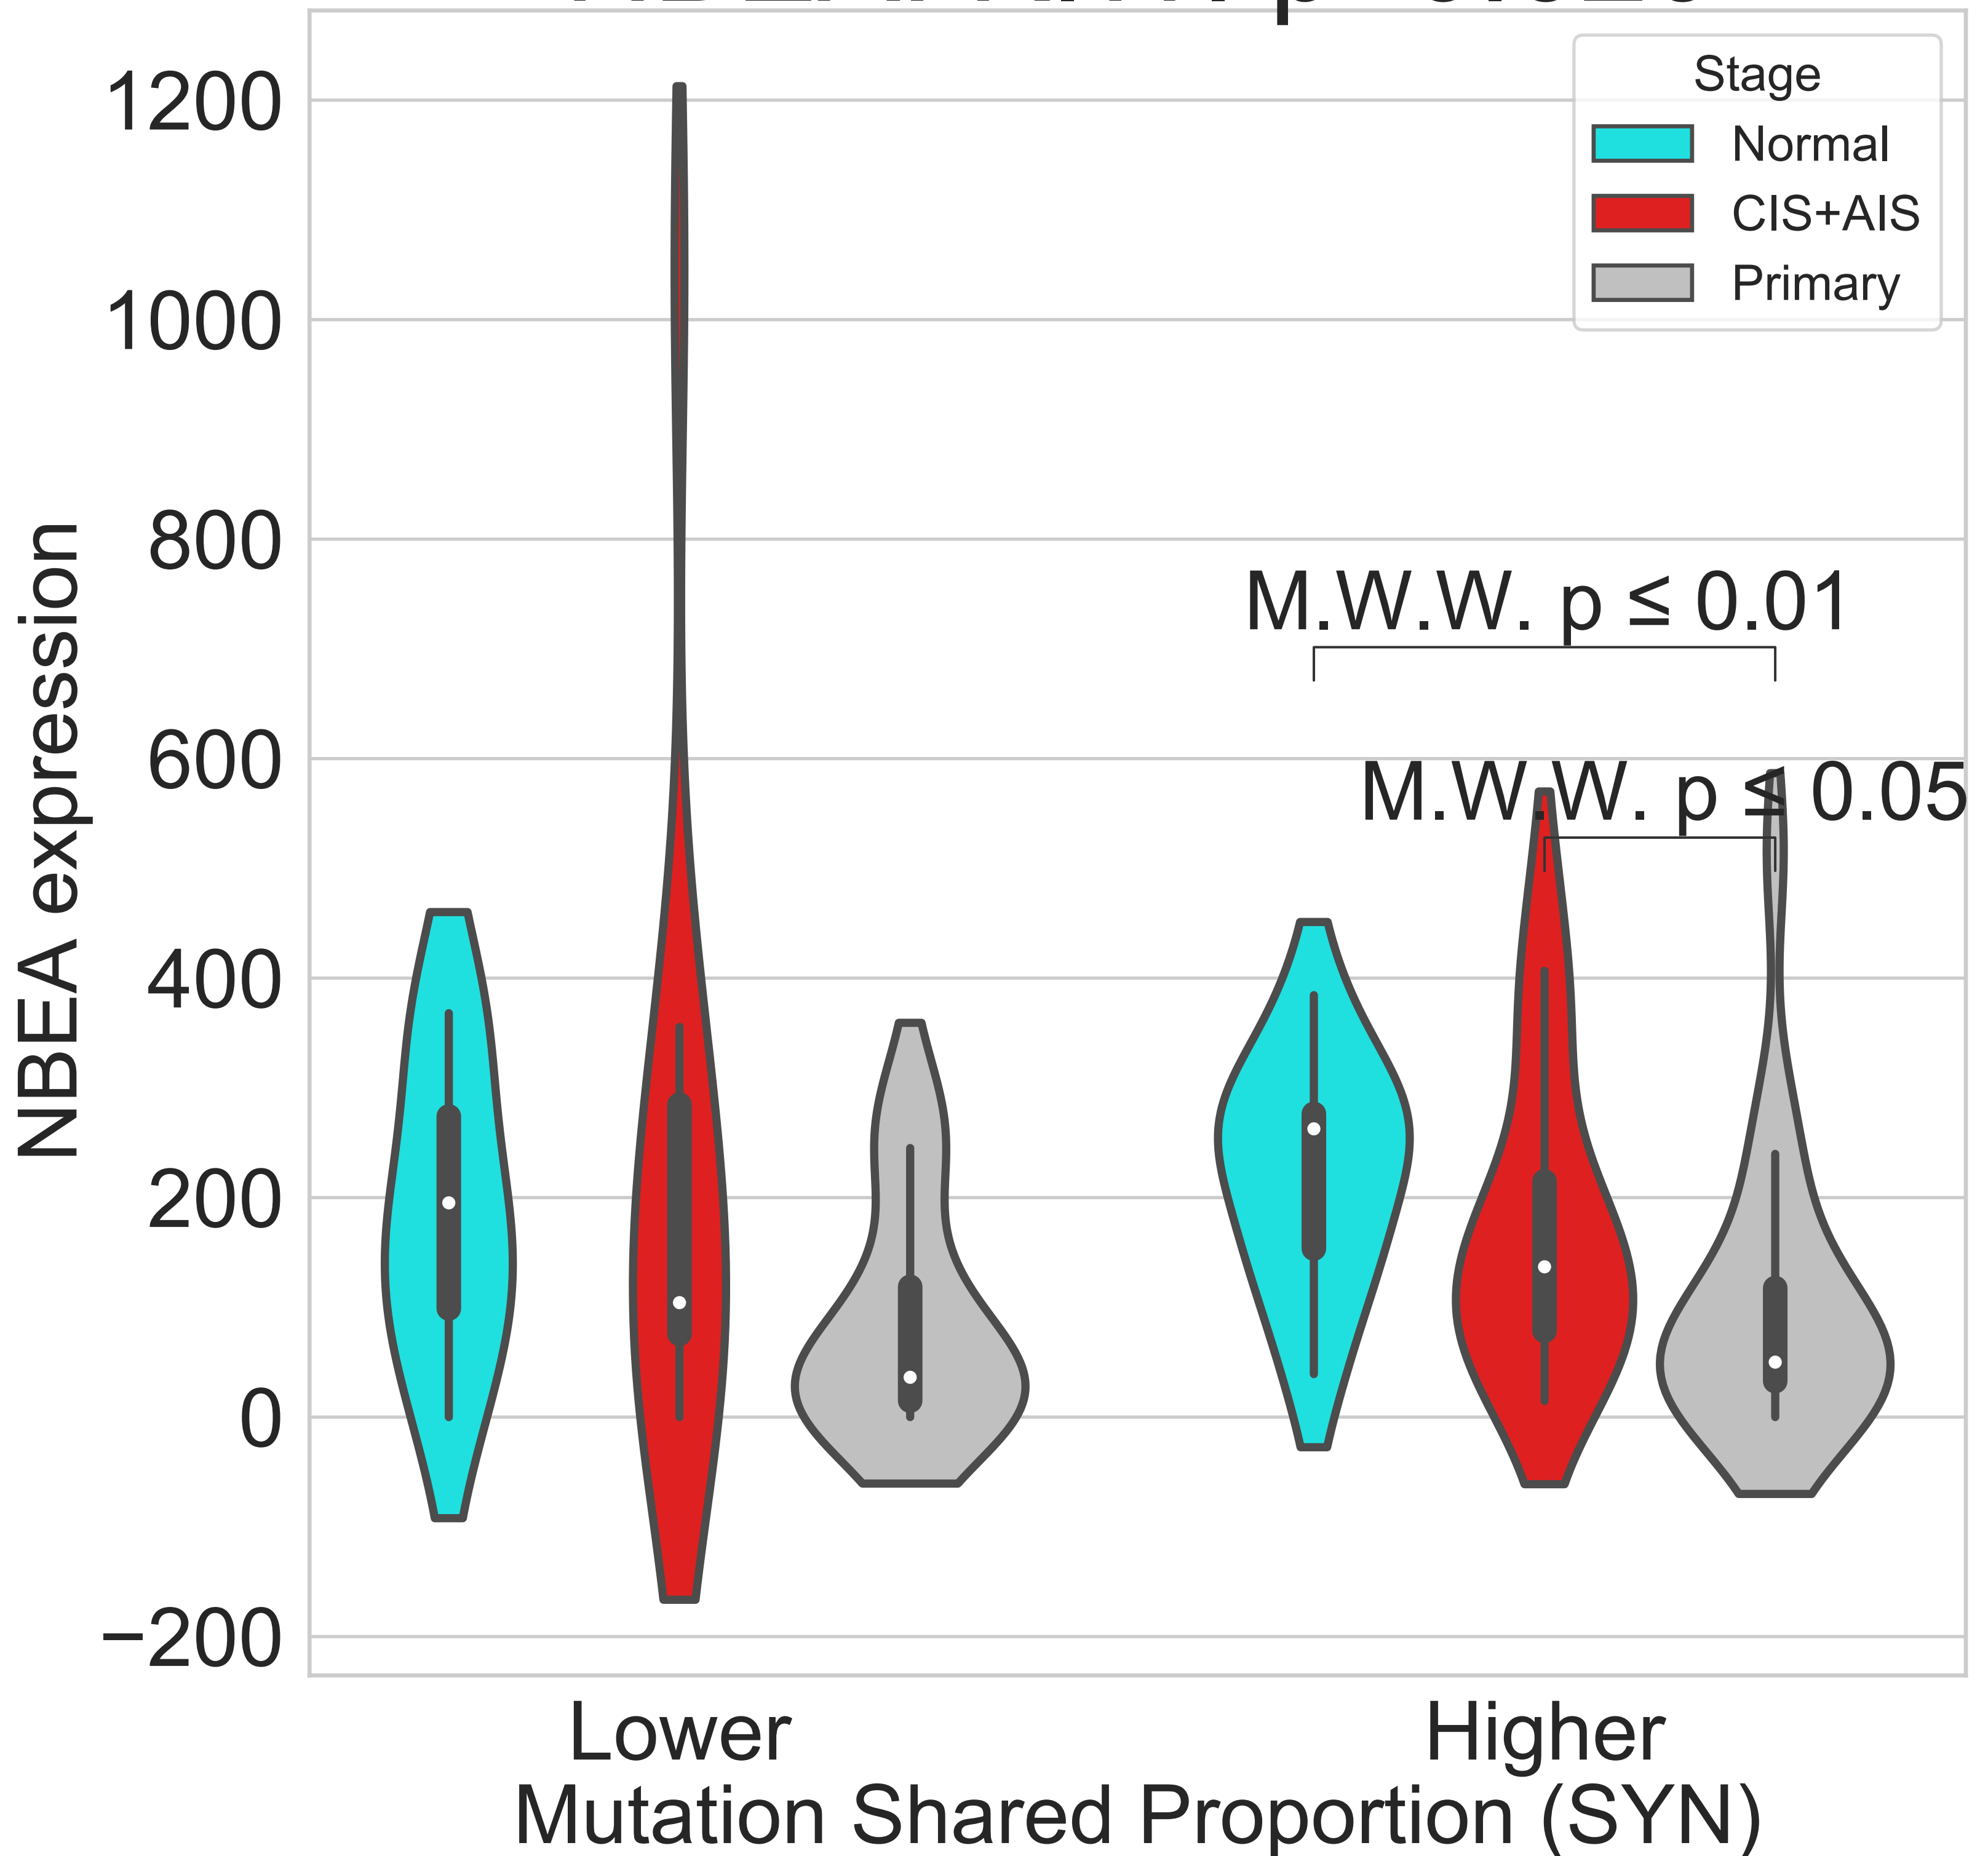 Stage
Normal
CIS+AIS
Primary
1200
1000
800
600
400
200
0
−200
NBEA expression
M.W.W. p ≤ 0.01
M.W.W. p ≤ 0.05
Lower
Higher
Mutation Shared Proportion (SYN)